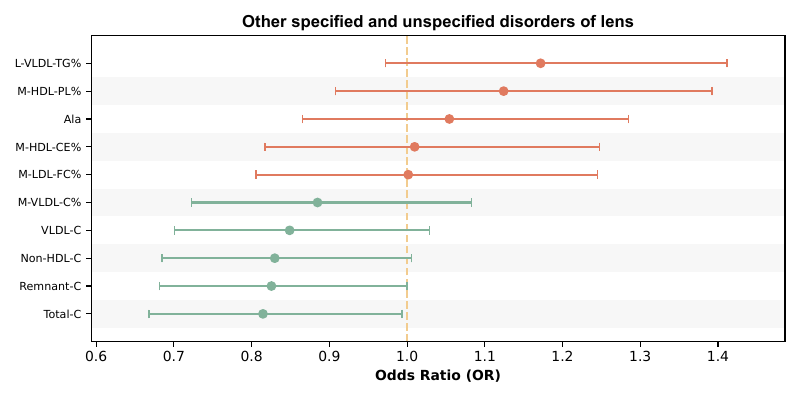 Other specified and unspecified disorders of lens
L-VLDL-TG%
M-HDL-PL%
Ala
M-HDL-CE%
M-LDL-FC%
M-VLDL-C%
VLDL-C
Non-HDL-C
Remnant-C
Total-C
0.6 0.7 0.8 0.9 1.0 1.1 1.2 1.3 1.4
Odds Ratio (OR)